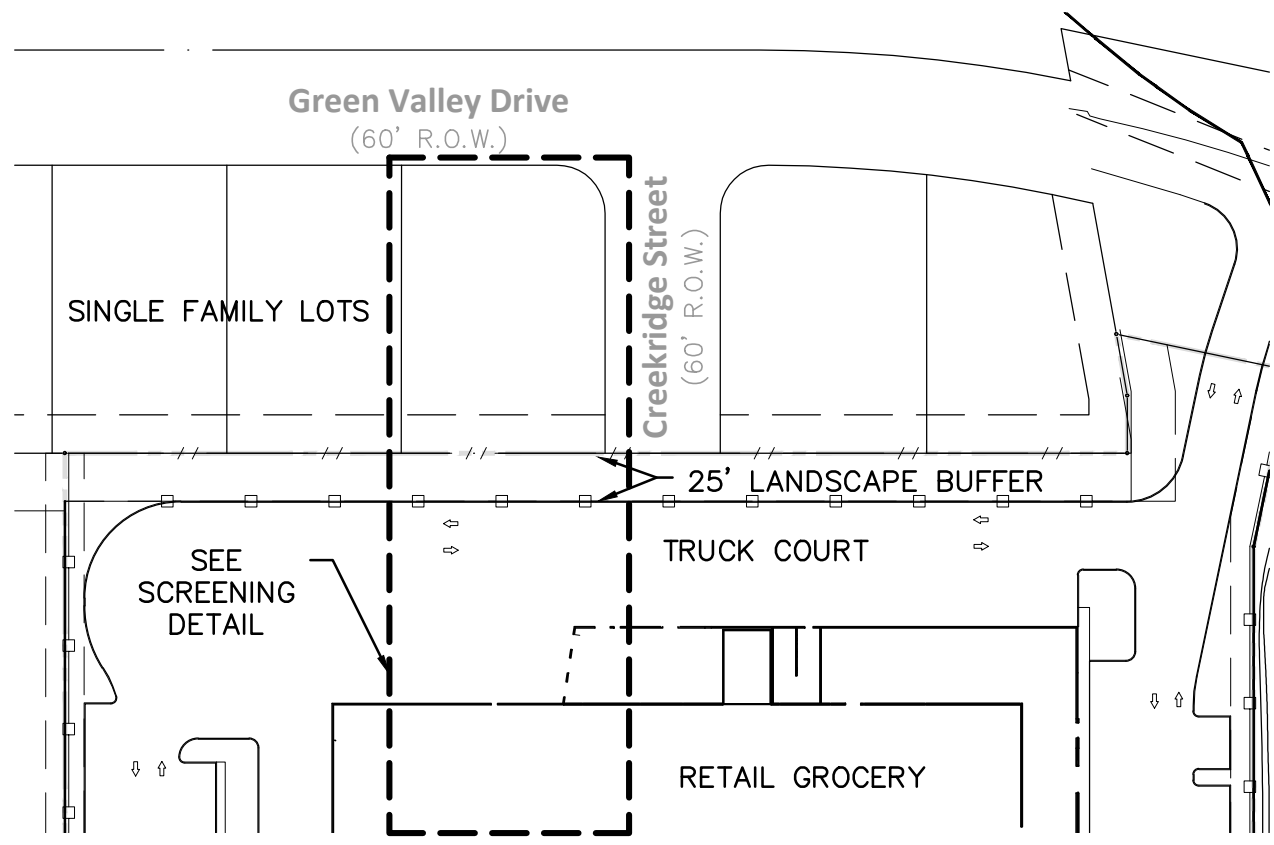 Green Valley Drive
(60' R.O.W.)
Creekridge Street
(60' R.O.W.)
SINGLE FAMILY LOTS
25' LANDSCAPE BUFFER
TRUCK COURT
SEE
SCREENING
DETAIL
RETAIL GROCERY